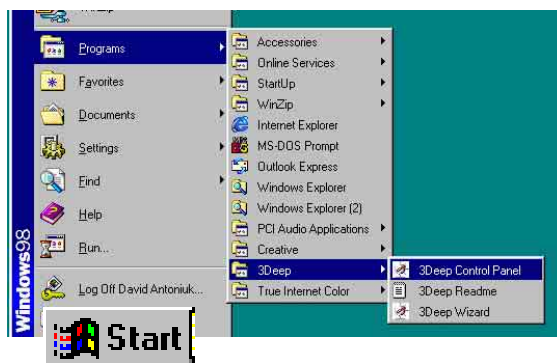 WinZip
Programs
Favorites
Documents
Settings
Find
Help
Run...
Log Off David Antoniuk...
Windows98
Start
Accessories
Online Services
StartUp
WinZip
Internet Explorer
MS-DOS Prompt
Outlook Express
Windows Explorer
Windows Explorer (2)
PCI Audio Applications
Creative
3Deep
True Internet Color
3Deep Control Panel
3Deep Readme
3Deep Wizard